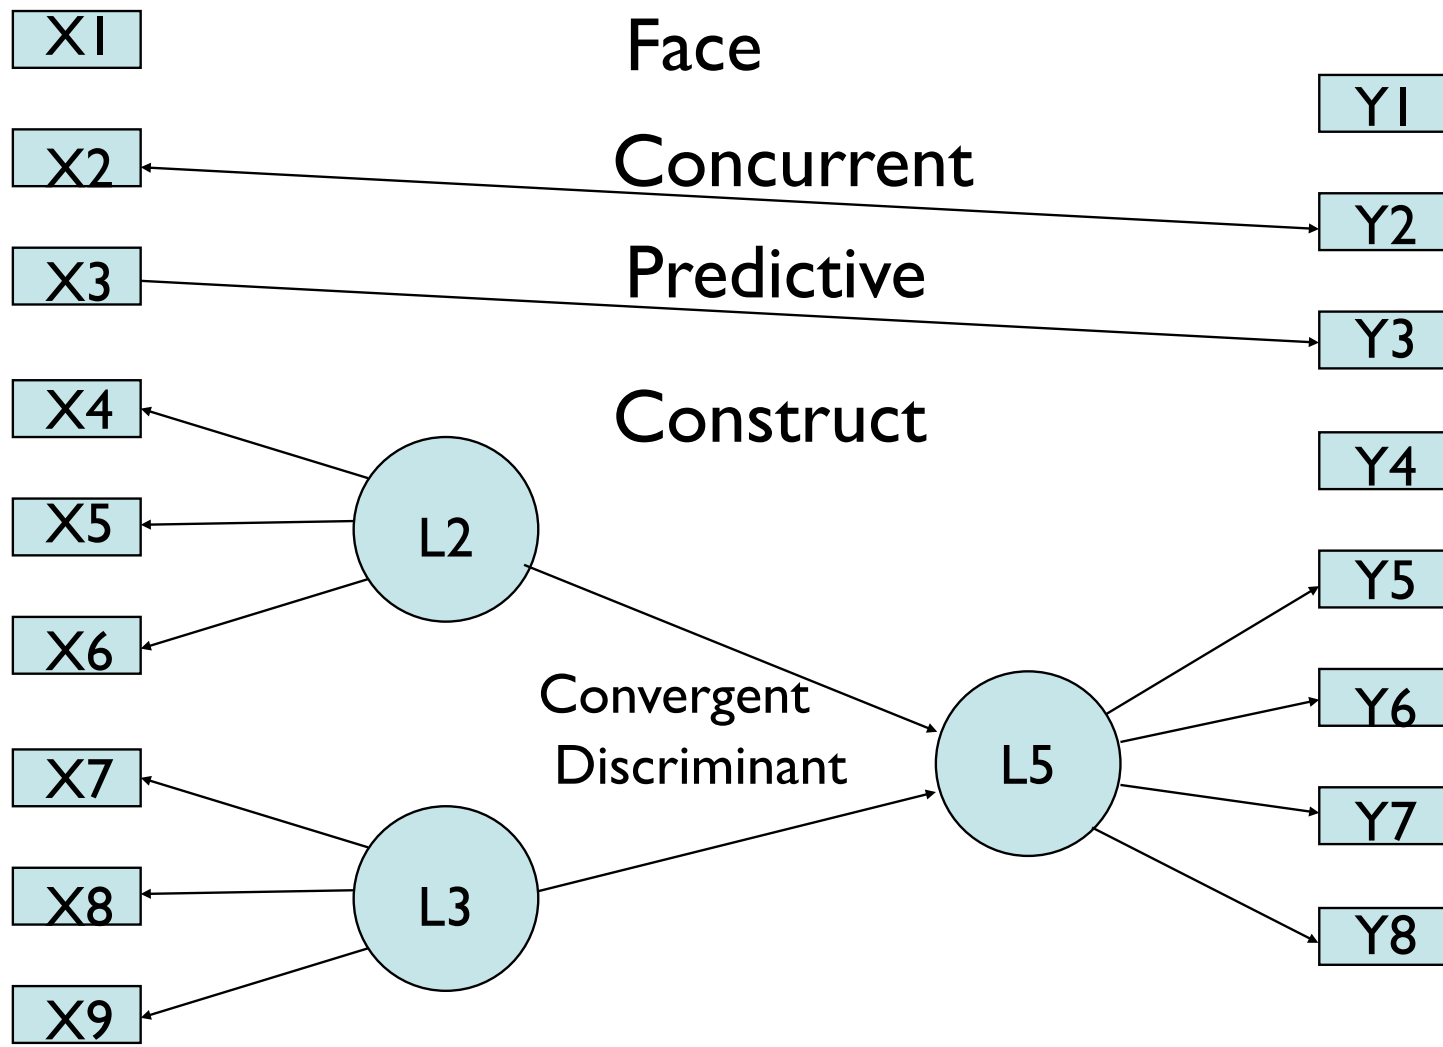 X1
Face
Y1
X2
Concurrent
Y2
X3
Predictive
Y3
X4
Construct
Y4
X5
L2
Y5
X6
Convergent
Y6
X7
Discriminant
L5
Y7
X8
L3
Y8
X9